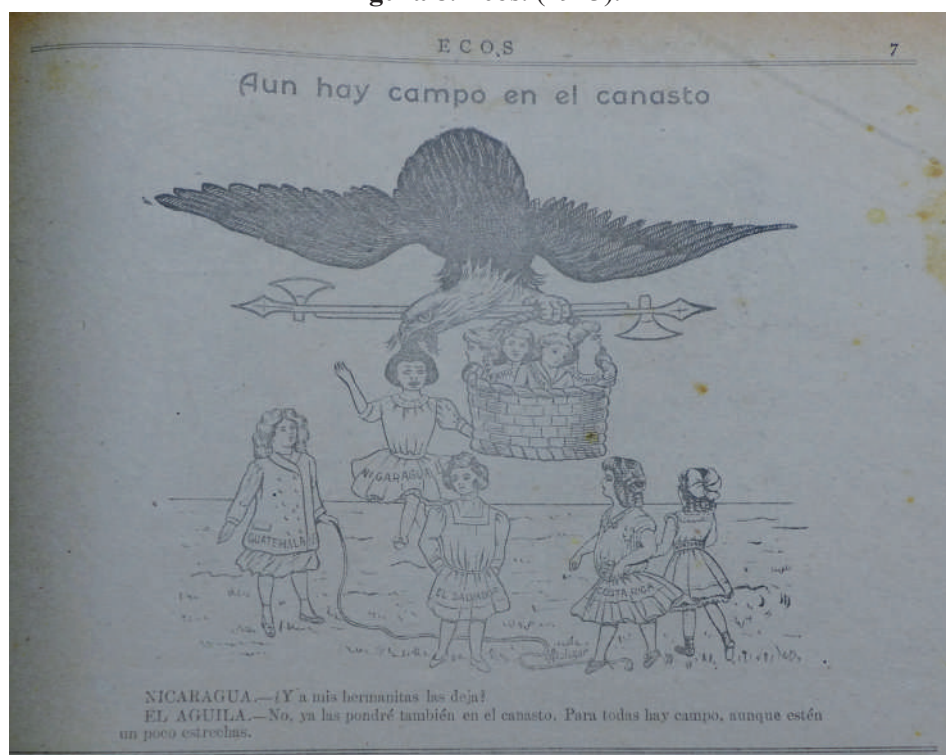 ECOS 7
Aun hay campo en el canasto
NICARAGUA
GUATEMALA
EL SALVADOR
COSTA RICA
NICARAGUA.—¿Y a mis hermanitas las deja?
EL AGUILA.—No, ya las pondré también en el canasto. Para todas hay campo, aunque estén
un poco estrechas.